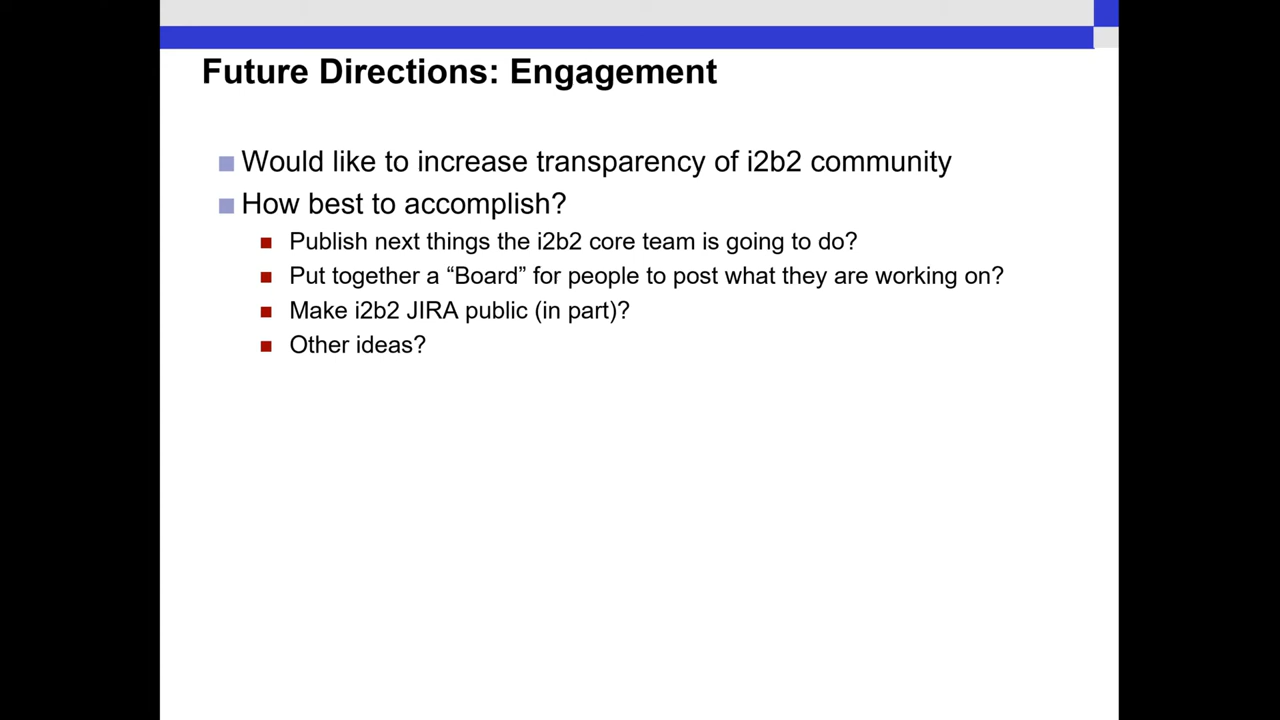 Future Directions: Engagement
Would like to increase transparency of i2b2 community
How best to accomplish?
Publish next things the i2b2 core team is going to do?
Put together a “Board” for people to post what they are working on?
Make i2b2 JIRA public (in part)?
Other ideas?